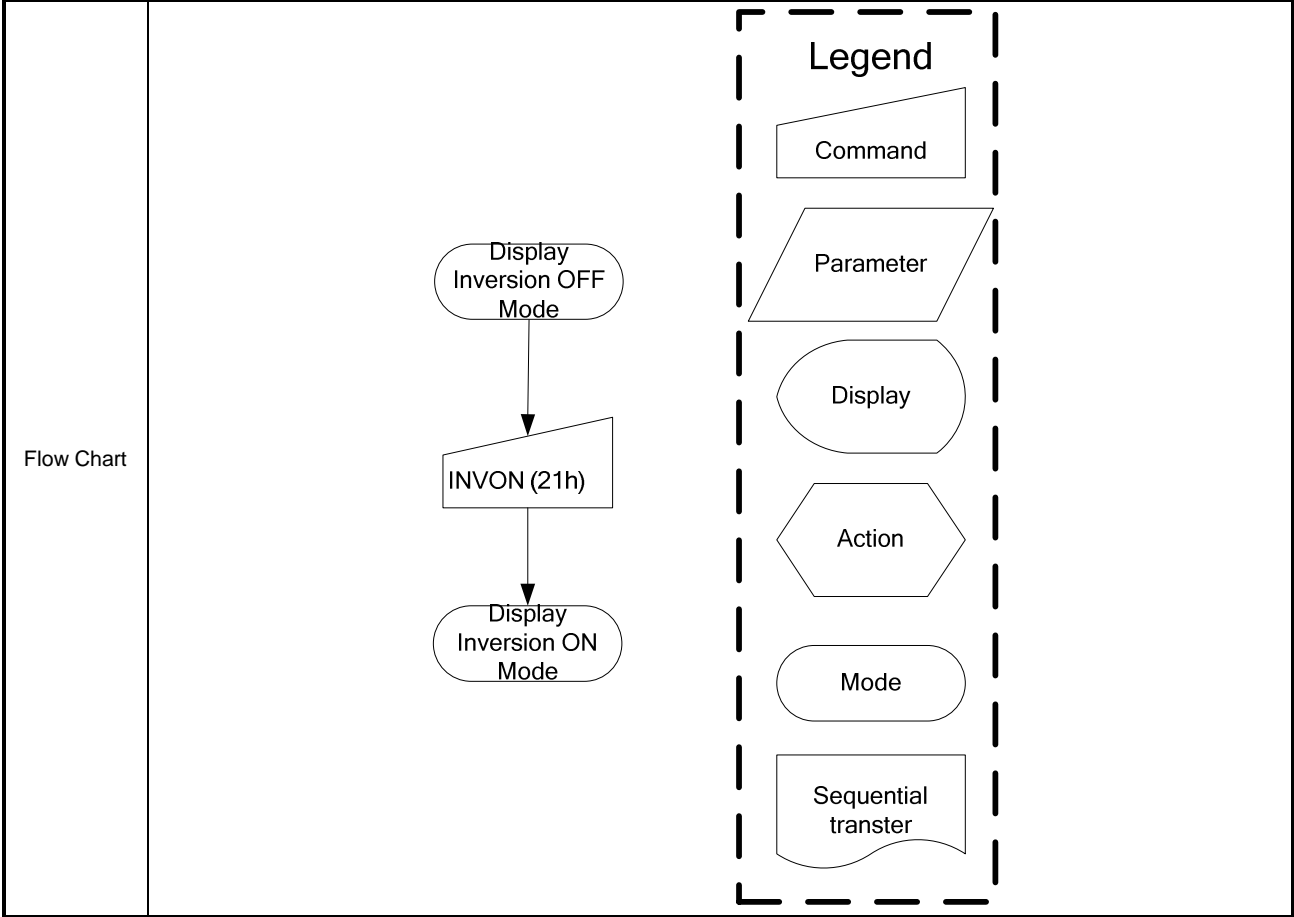 Flow Chart
Display
Inversion OFF
Mode
INVON (21h)
Display
Inversion ON
Mode
Legend
Command
Parameter
Display
Action
Mode
Sequential
transter